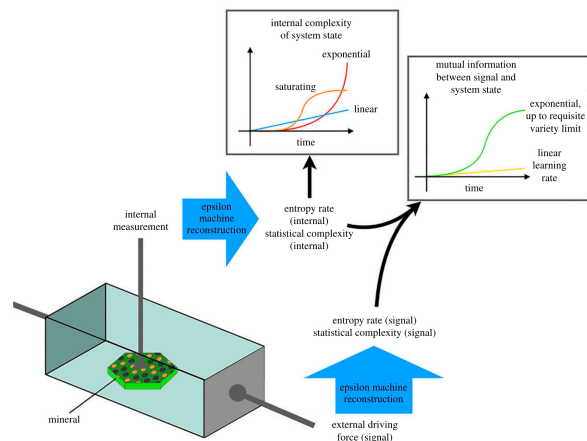 internal complexity
of system state
exponential
saturating
linear
time
mutual information
between signal and
system state
exponential,
up to requisite
variety limit
linear
learning
rate
time
internal
measurement
epsilon
machine
reconstruction
entropy rate
(internal)
statistical complexity
(internal)
entropy rate (signal)
statistical complexity (signal)
epsilon machine
reconstruction
mineral
external driving
force (signal)